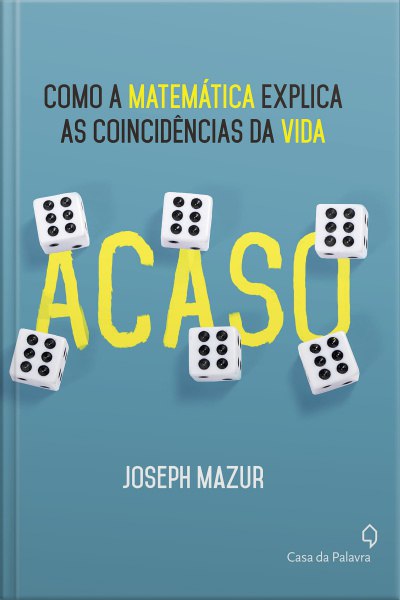 COMO A MATEMÁTICA EXPLICA
AS COINCIDÊNCIAS DA VIDA
ACASO
JOSEPH MAZUR
Casa da Palavra